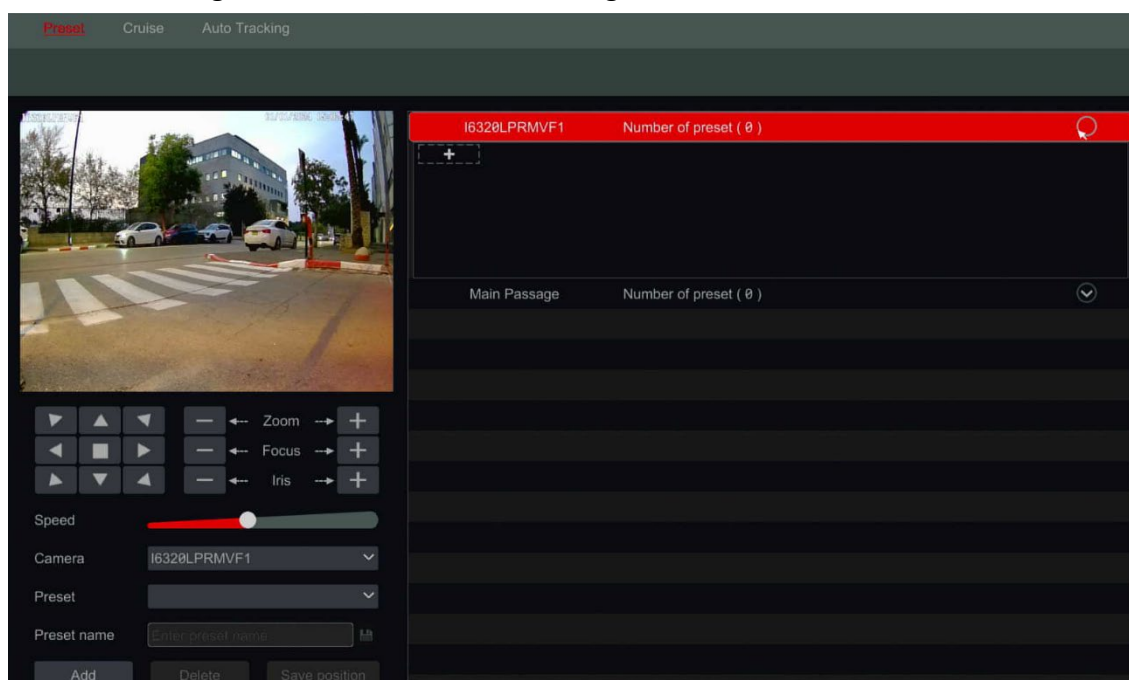 Preset Cruise Auto Tracking
I6320LPRMVF1 Number of preset ( 0 )
+
Main Passage Number of preset ( 0 )
Zoom
Focus
Iris
Speed
Camera I6320LPRMVF1
Preset
Preset name Enter preset name
Add Delete Save position